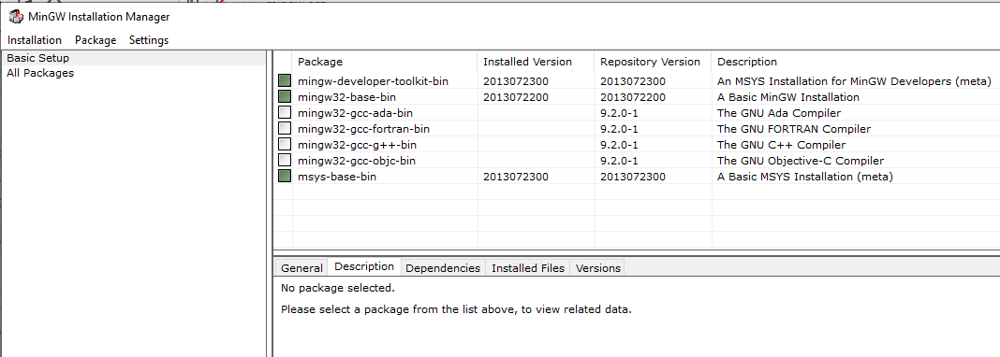 MinGW Installation Manager
Installation Package Settings
Basic Setup
All Packages
Package Installed Version Repository Version Description
mingw-developer-toolkit-bin 2013072300 2013072300 An MSYS Installation for MinGW Developers (meta)
mingw32-base-bin 2013072200 2013072200 A Basic MinGW Installation
mingw32-gcc-ada-bin 9.2.0-1 The GNU Ada Compiler
mingw32-gcc-fortran-bin 9.2.0-1 The GNU FORTRAN Compiler
mingw32-gcc-g++-bin 9.2.0-1 The GNU C++ Compiler
mingw32-gcc-objc-bin 9.2.0-1 The GNU Objective-C Compiler
msys-base-bin 2013072300 2013072300 A Basic MSYS Installation (meta)
General Description Dependencies Installed Files Versions
No package selected.
Please select a package from the list above, to view related data.